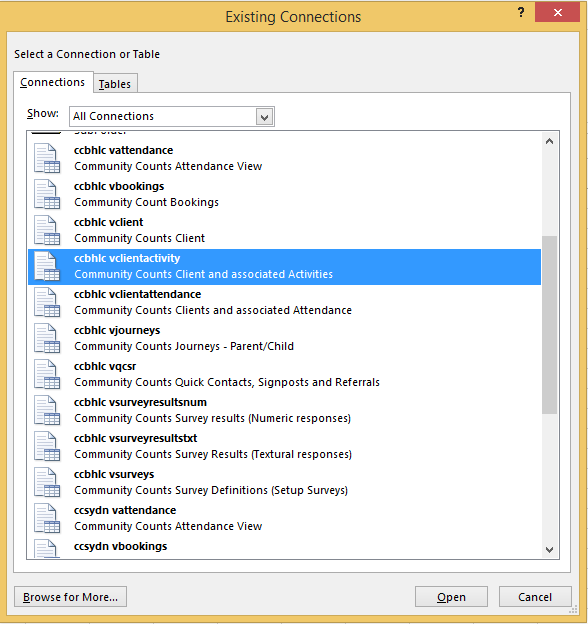 Existing Connections
?
Select a Connection or Table
Connections
Tables
Show:
All Connections
SubFolder
ccbhlc vattendance
Community Counts Attendance View
ccbhlc vbookings
Community Count Bookings
ccbhlc vclient
Community Counts Client
ccbhlc vclientactivity
Community Counts Client and associated Activities
ccbhlc vclientattendance
Community Counts Clients and associated Attendance
ccbhlc vjourneys
Community Counts Journeys - Parent/Child
ccbhlc vqcsr
Community Counts Quick Contacts, Signposts and Referrals
ccbhlc vsurveyresultsnum
Community Counts Survey results (Numeric responses)
ccbhlc vsurveyresultstxt
Community Counts Survey Results (Textural responses)
ccbhlc vsurveys
Community Counts Survey Definitions (Setup Surveys)
ccsydn vattendance
Community Counts Attendance View
ccsydn vbookings
Browse for More...
Open
Cancel